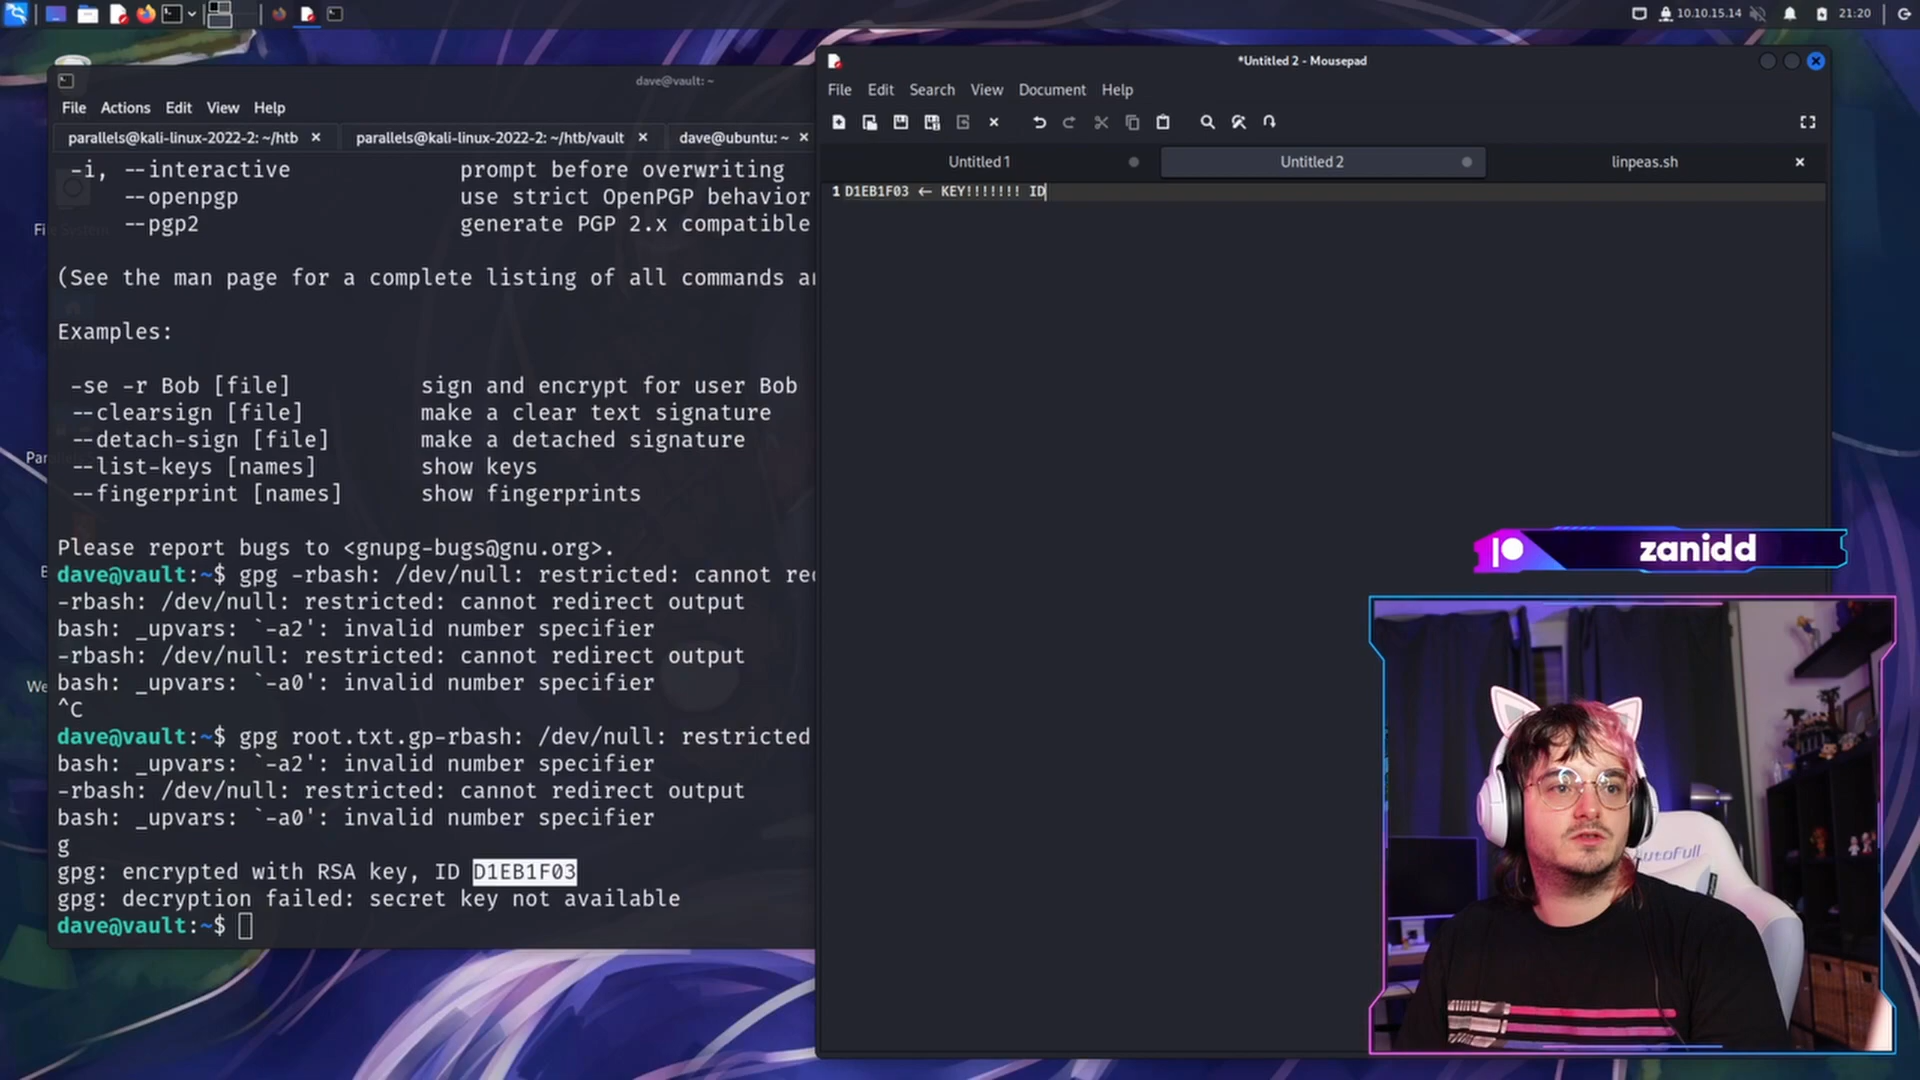 10.10.15.14
21:20
dave@vault: ~
File Actions Edit View Help
parallels@kali-linux-2022-2: ~/htb
parallels@kali-linux-2022-2: ~/htb/vault
dave@ubuntu: ~
-i, --interactive prompt before overwriting
--openpgp use strict OpenPGP behavior
--pgp2 generate PGP 2.x compatible
(See the man page for a complete listing of all commands
Examples:
-se -r Bob [file] sign and encrypt for user Bob
--clearsign [file] make a clear text signature
--detach-sign [file] make a detached signature
--list-keys [names] show keys
--fingerprint [names] show fingerprints
Please report bugs to <gnupg-bugs@gnu.org>.
dave@vault:~$ gpg -rbash: /dev/null: restricted: cannot
-rbash: /dev/null: restricted: cannot redirect output
bash: _upvars: `-a2': invalid number specifier
-rbash: /dev/null: restricted: cannot redirect output
bash: _upvars: `-a0': invalid number specifier
^C
dave@vault:~$ gpg root.txt.gp-rbash: /dev/null: restricted
bash: _upvars: `-a2': invalid number specifier
-rbash: /dev/null: restricted: cannot redirect output
bash: _upvars: `-a0': invalid number specifier
g
gpg: encrypted with RSA key, ID D1EB1F03
gpg: decryption failed: secret key not available
dave@vault:~$
*Untitled 2 - Mousepad
File Edit Search View Document Help
Untitled 1
Untitled 2
linpeas.sh
1 D1EB1F03 ← KEY!!!!!!! ID
zanidd
AutoFull